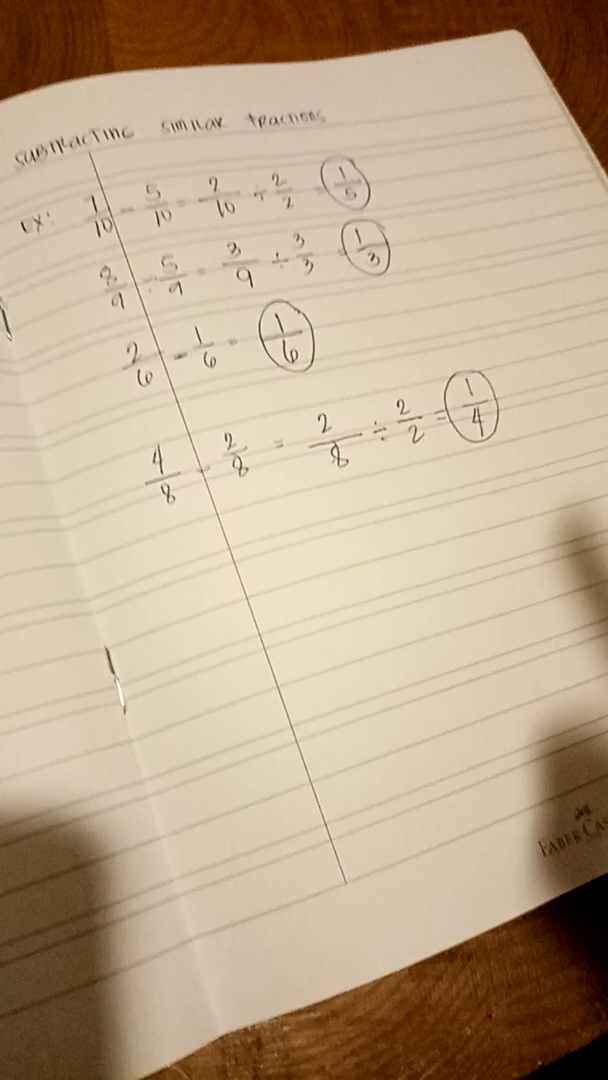 SUBTRACTING SIMILAR fractions
EX: 7/10 - 5/10 = 2/10 ÷ 2/2 = 1/5
8/9 - 5/9 = 3/9 ÷ 3/3 = 1/3
2/6 - 1/6 = 1/6
4/8 - 2/8 = 2/8 ÷ 2/2 = 1/4
FABER CAS